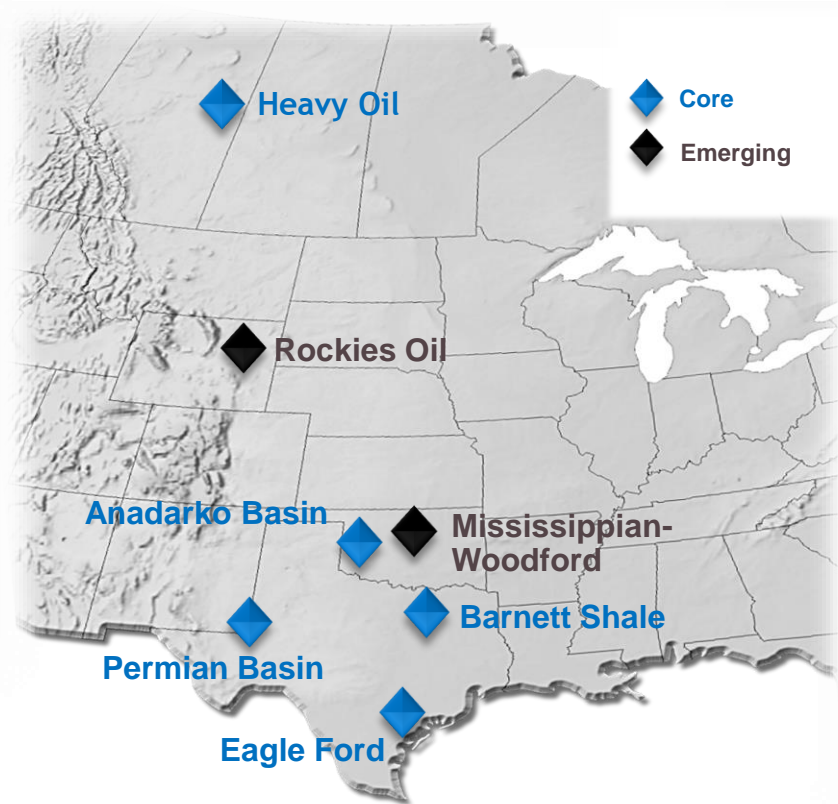 Heavy Oil
Core
Emerging
Rockies Oil
Anadarko Basin
Mississippian-
Woodford
Barnett Shale
Permian Basin
Eagle Ford